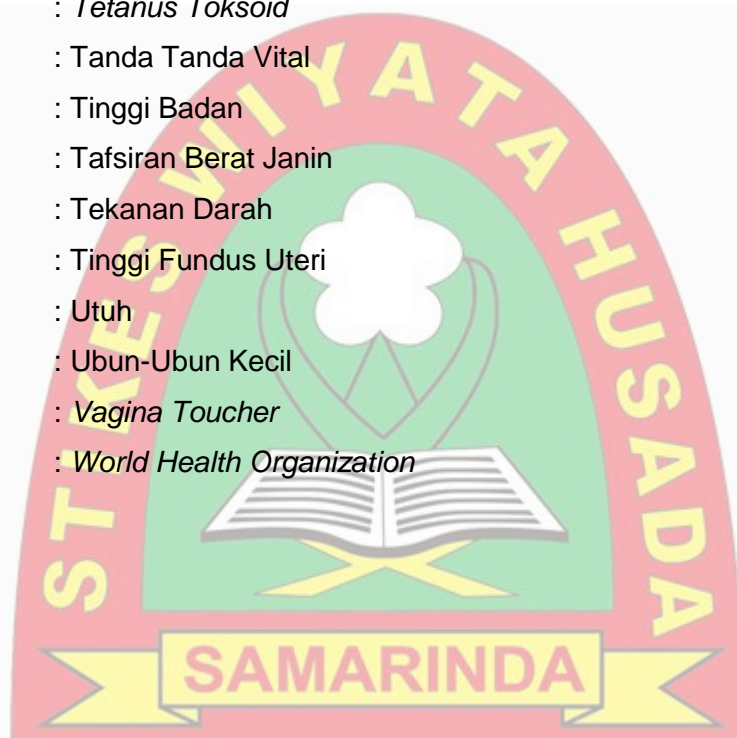 : Tetanus Toksoid
: Tanda Tanda Vital
: Tinggi Badan
: Tafsiran Berat Janin
: Tekanan Darah
: Tinggi Fundus Uteri
: Utuh
: Ubun-Ubun Kecil
: Vagina Toucher
: World Health Organization
STIKES WIYATA HUSADA
SAMARINDA